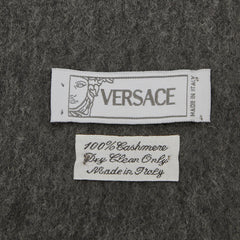 VERSACE
MADE IN ITALY
100% Cashmere
Dry Clean Only
Made in Italy